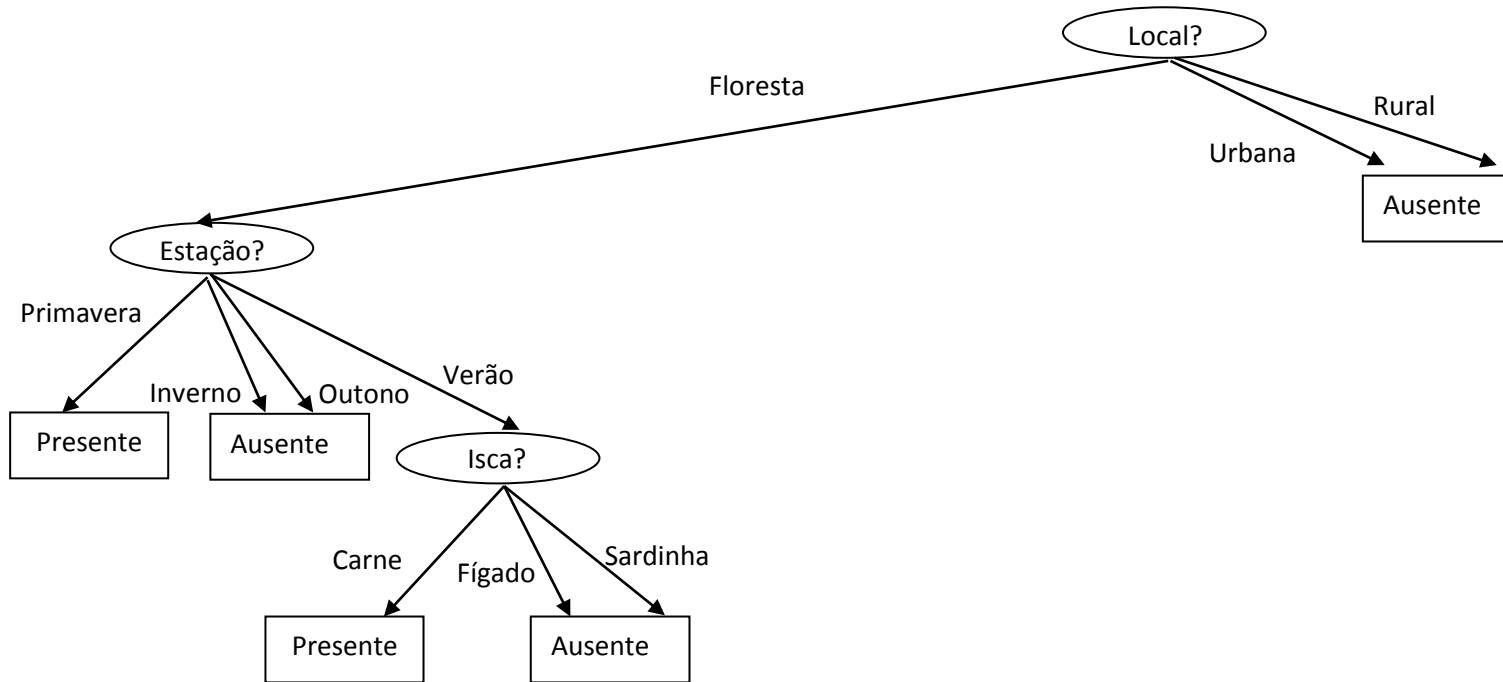 Local?
Floresta
Rural
Urbana
Ausente
Estação?
Primavera
Inverno
Outono
Verão
Presente
Ausente
Isca?
Carne
Fígado
Sardinha
Presente
Ausente